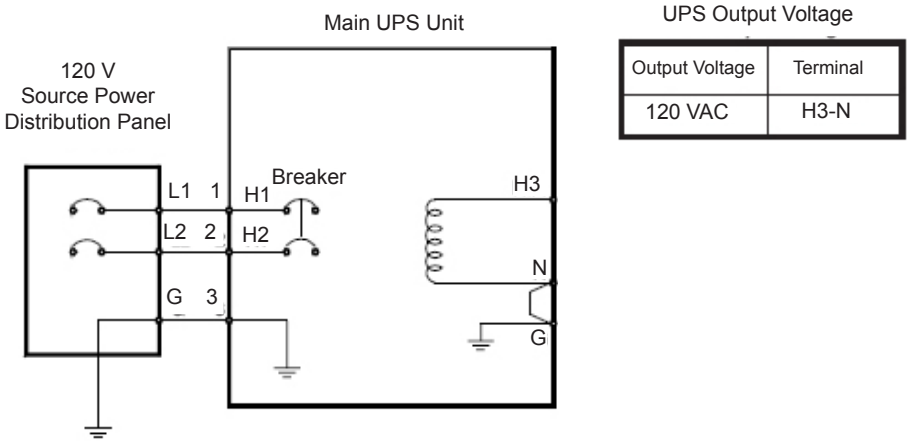 Main UPS Unit
UPS Output Voltage
Output Voltage Terminal
120 VAC H3-N
120 V
Source Power
Distribution Panel
L1 1 H1 Breaker
L2 2 H2
G 3
H3
N
G